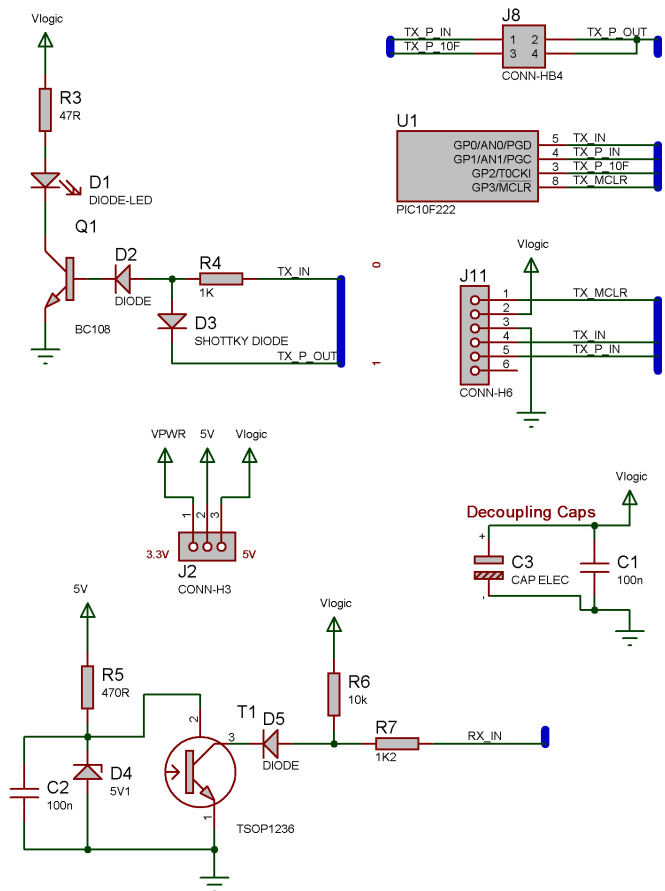 Vlogic
R3
47R
D1
DIODE-LED
Q1
BC108
D2
DIODE
R4
1K
TX_IN
D3
SHOTTKY DIODE
TX_P_OUT
0
1
J8
TX_P_IN
TX_P_10F
1 2
3 4
TX_P_OUT
CONN-HB4
U1
GP0/AN0/PGD 5 TX_IN
GP1/AN1/PGC 4 TX_P_IN
GP2/T0CKI 3 TX_P_10F
GP3/MCLR 8 TX_MCLR
PIC10F222
Vlogic
J11
1 TX_MCLR
2
3
4 TX_IN
5 TX_P_IN
6
CONN-H6
VPWR 5V Vlogic
1 2 3
3.3V 5V
J2
CONN-H3
Vlogic
Decoupling Caps
+
C3
CAP ELEC
-
C1
100n
5V
R5
470R
C2
100n
D4
5V1
T1
2
3
1
TSOP1236
D5
DIODE
Vlogic
R6
10k
R7
1K2
RX_IN